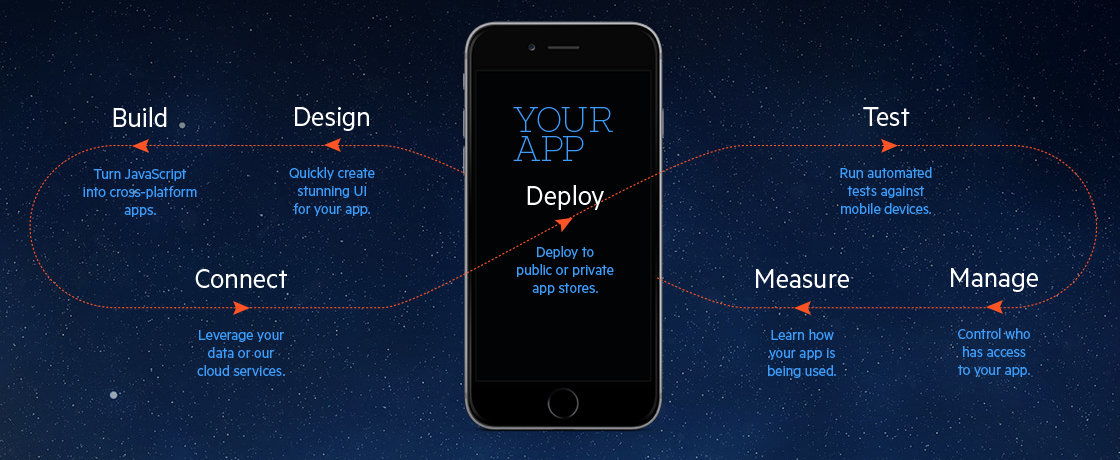 Build
Turn JavaScript
into cross-platform
apps.
Design
Quickly create
stunning UI
for your app.
Connect
Leverage your
data or our
cloud services.
YOUR
APP
Deploy
Deploy to
public or private
app stores.
Test
Run automated
tests against
mobile devices.
Measure
Learn how
your app is
being used.
Manage
Control who
has access
to your app.